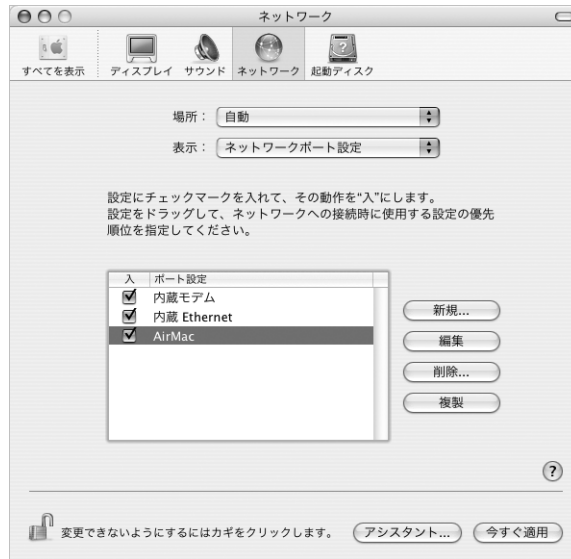 ネットワーク
すべてを表示 ディスプレイ サウンド ネットワーク 起動ディスク
場所： 自動
表示： ネットワークポート設定
設定にチェックマークを入れて、その動作を“入”にします。
設定をドラッグして、ネットワークへの接続時に使用する設定の優先
順位を指定してください。
入 ポート設定
内蔵モデム
内蔵 Ethernet
AirMac
新規...
編集
削除...
複製
?
変更できないようにするにはカギをクリックします。 アシスタント... 今すぐ適用